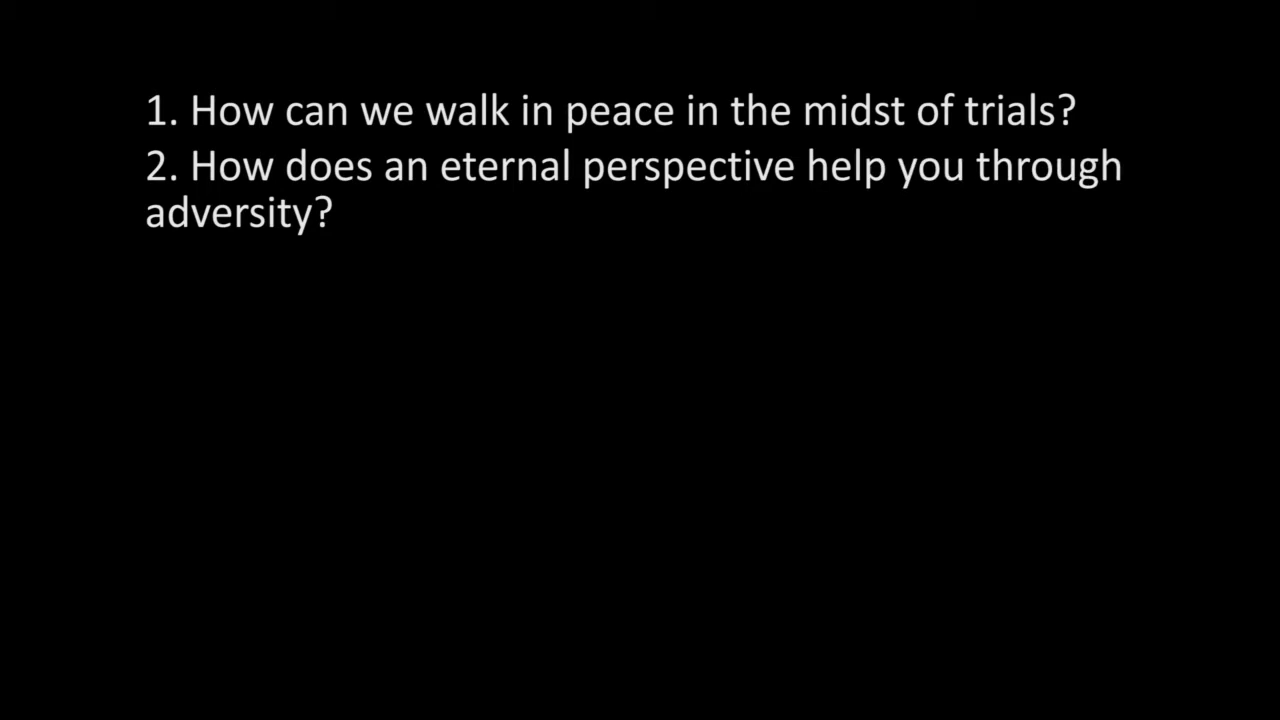 1. How can we walk in peace in the midst of trials?
2. How does an eternal perspective help you through
adversity?